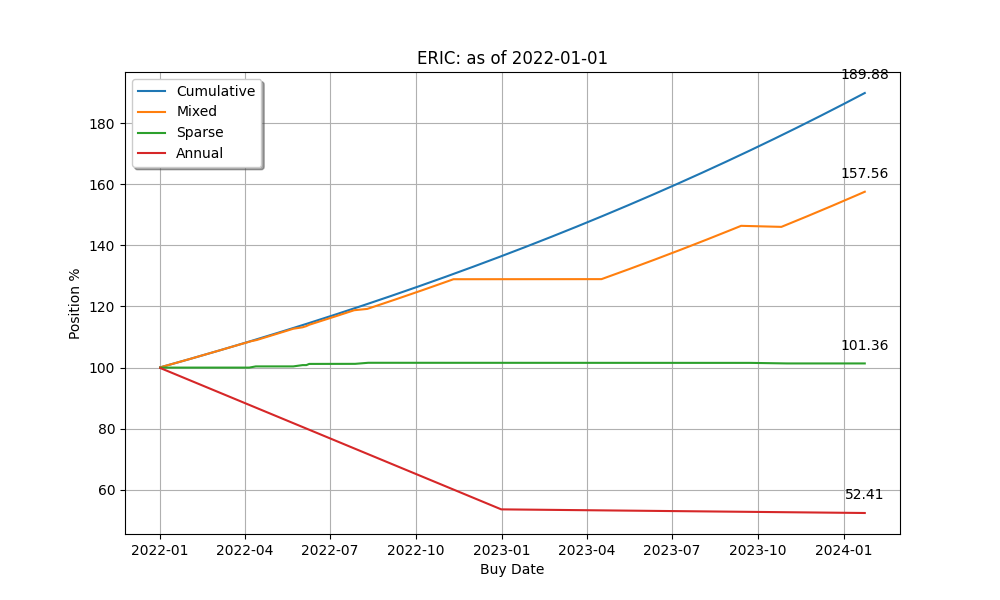 ERIC: as of 2022-01-01
Cumulative
Mixed
Sparse
Annual
189.88
157.56
101.36
52.41
180
160
140
120
100
80
60
Position %
2022-01 2022-04 2022-07 2022-10 2023-01 2023-04 2023-07 2023-10 2024-01
Buy Date